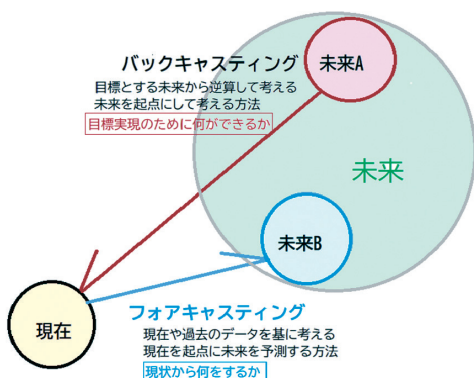 バックキャスティング
目標とする未来から逆算して考える
未来を起点にして考える方法
目標実現のために何ができるか
未来A
未来
未来B
現在
フォアキャスティング
現在や過去のデータを基に考える
現在を起点に未来を予測する方法
現状から何をするか